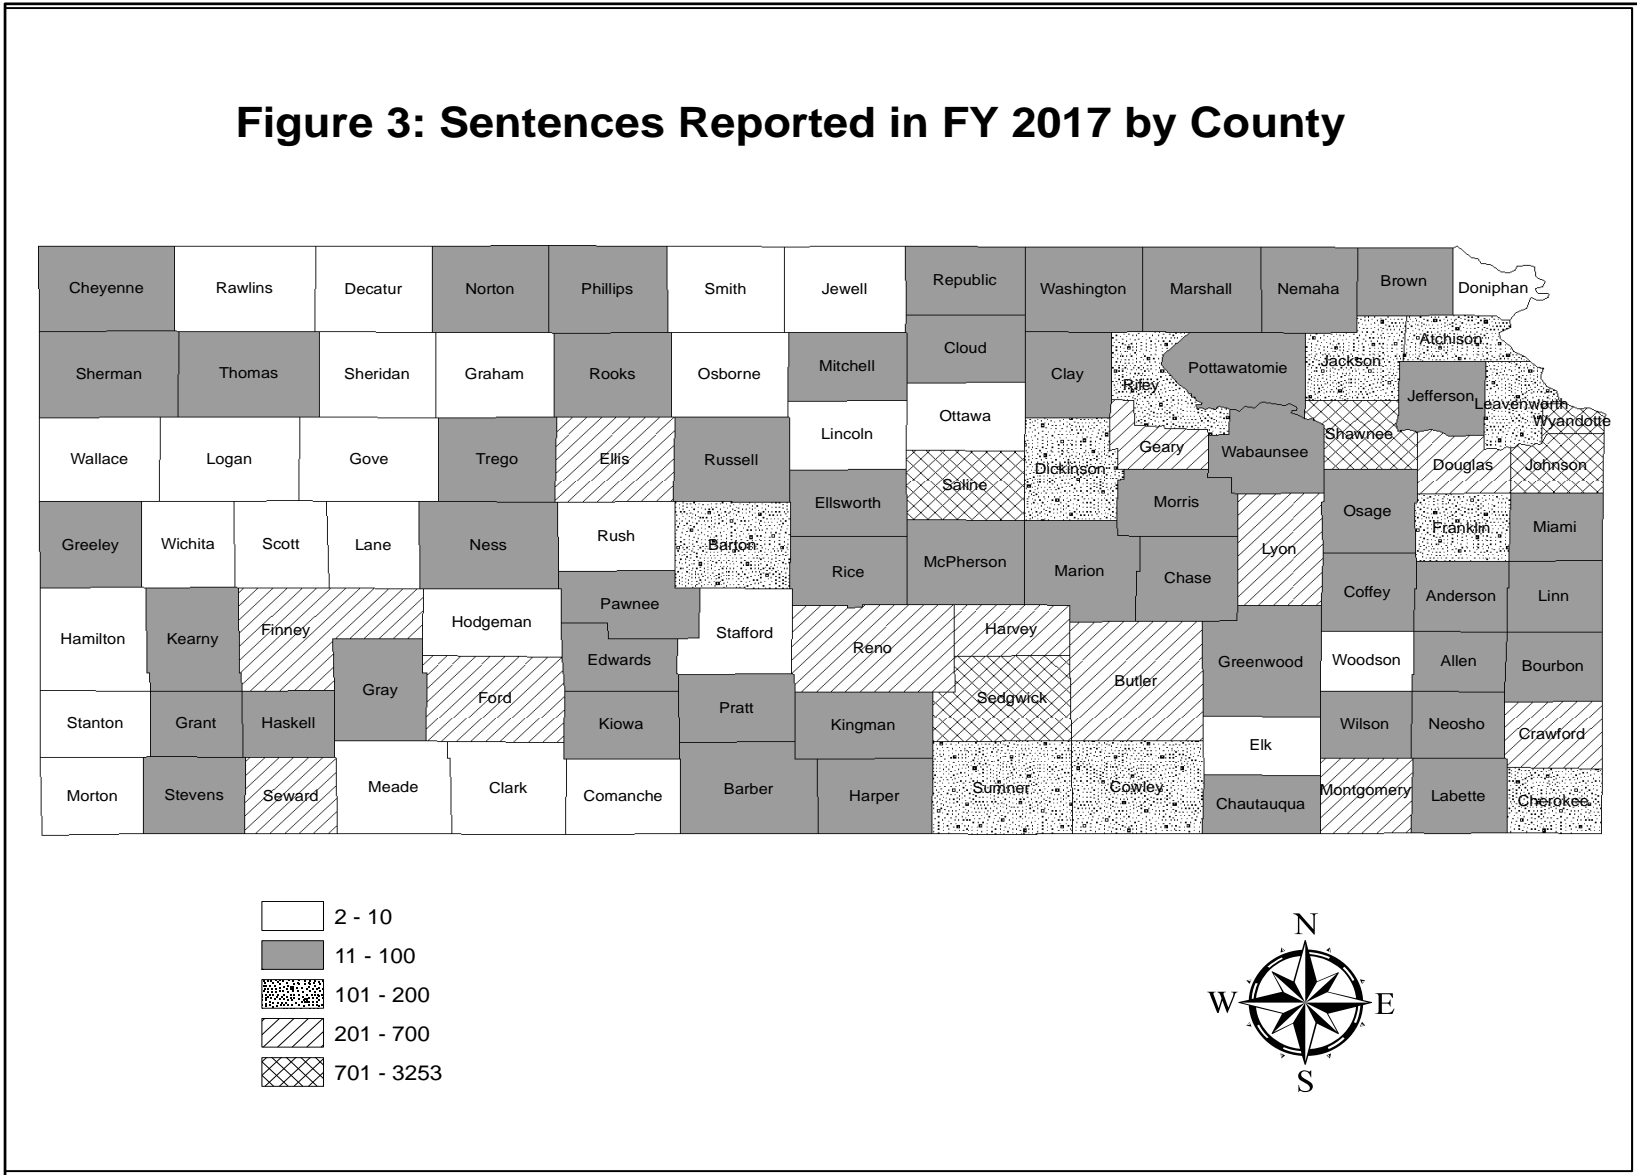 Figure 3: Sentences Reported in FY 2017 by County
Cheyenne
Rawlins
Decatur
Norton
Phillips
Smith
Jewell
Republic
Washington
Marshall
Nemaha
Brown
Doniphan
Sherman
Thomas
Sheridan
Graham
Rooks
Osborne
Mitchell
Cloud
Clay
Riley
Pottawatomie
Jackson
Atchison
Jefferson
Leavenworth
Wyandotte
Wallace
Logan
Gove
Trego
Ellis
Russell
Lincoln
Ottawa
Saline
Dickinson
Geary
Wabaunsee
Shawnee
Douglas
Johnson
Greeley
Wichita
Scott
Lane
Ness
Rush
Barton
Ellsworth
Rice
McPherson
Marion
Morris
Chase
Lyon
Osage
Franklin
Miami
Coffey
Anderson
Linn
Hamilton
Kearny
Finney
Hodgeman
Pawnee
Edwards
Stafford
Reno
Harvey
Sedgwick
Butler
Greenwood
Woodson
Allen
Bourbon
Stanton
Grant
Haskell
Gray
Ford
Kiowa
Pratt
Kingman
Elk
Wilson
Neosho
Crawford
Morton
Stevens
Seward
Meade
Clark
Comanche
Barber
Harper
Sumner
Cowley
Chautauqua
Montgomery
Labette
Cherokee
2 - 10
11 - 100
101 - 200
201 - 700
701 - 3253
N
W
E
S